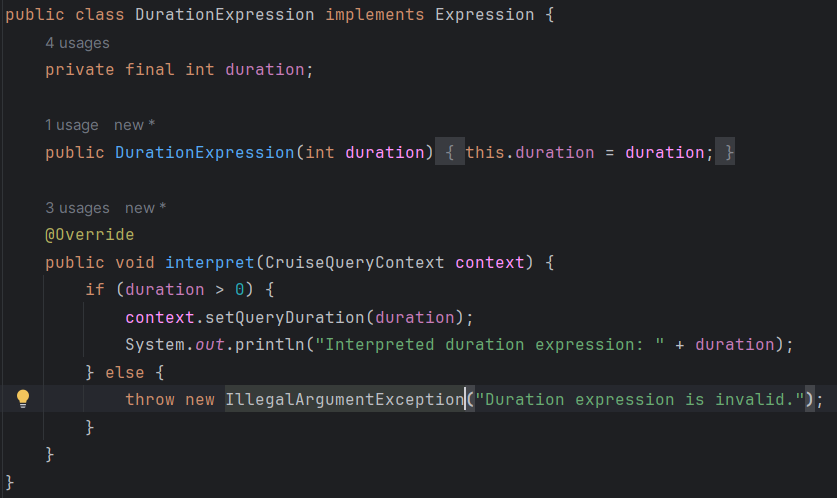 public class DurationExpression implements Expression {
4 usages
private final int duration;
1 usage new *
public DurationExpression(int duration) { this.duration = duration; }
3 usages new *
@Override
public void interpret(CruiseQueryContext context) {
if (duration > 0) {
context.setQueryDuration(duration);
System.out.println("Interpreted duration expression: " + duration);
} else {
throw new IllegalArgumentException("Duration expression is invalid.");
}
}
}